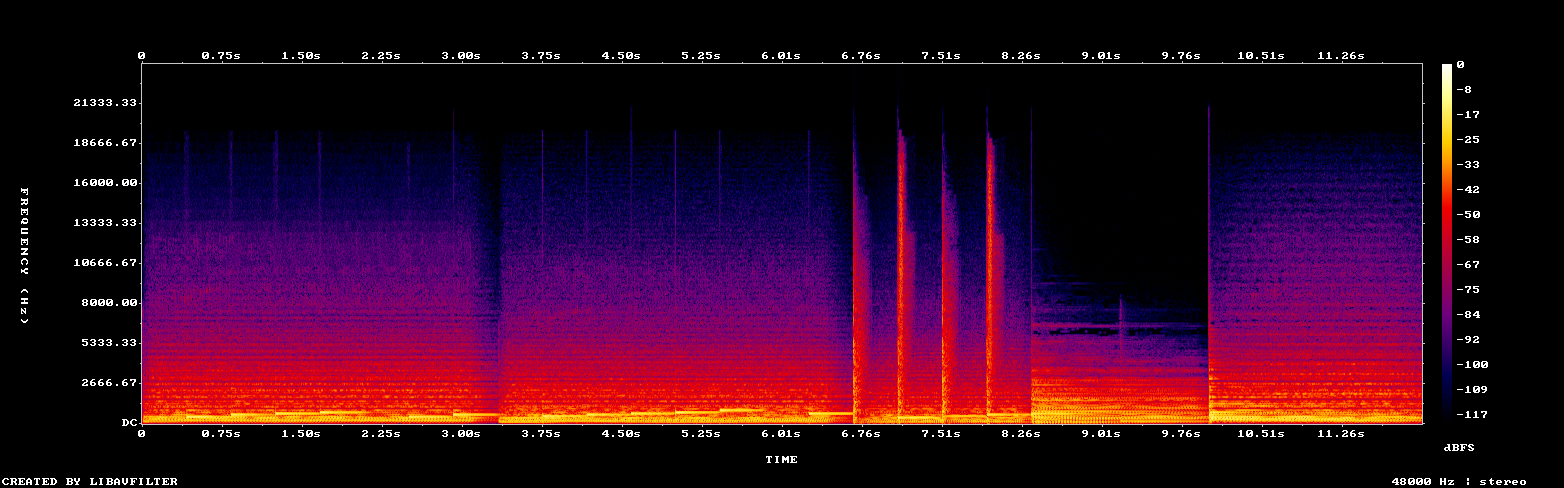 0 0.75s 1.50s 2.25s 3.00s 3.75s 4.50s 5.25s 6.01s 6.76s 7.51s 8.26s 9.01s 9.76s 10.51s 11.26s
21333.33
18666.67
16000.00
13333.33
10666.67
8000.00
5333.33
2666.67
DC
FREQUENCY (Hz)
0
-8
-17
-25
-33
-42
-50
-58
-67
-75
-84
-92
-100
-109
-117
dBFS
0 0.75s 1.50s 2.25s 3.00s 3.75s 4.50s 5.25s 6.01s 6.76s 7.51s 8.26s 9.01s 9.76s 10.51s 11.26s
TIME
CREATED BY LIBAVFILTER
48000 Hz | stereo